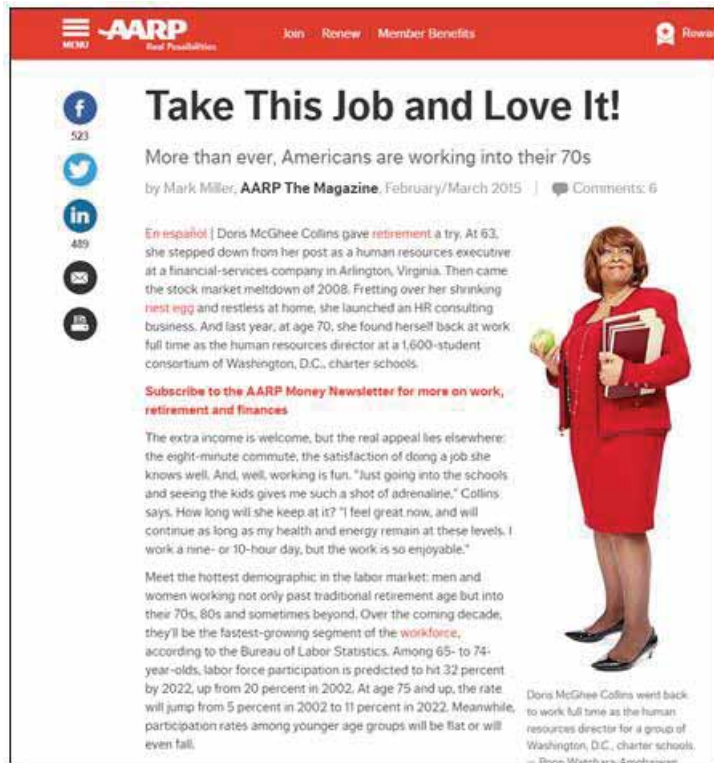 MENU
AARP
Real Possibilities
Join Renew Member Benefits
523
489
Take This Job and Love It!
More than ever, Americans are working into their 70s
by Mark Miller, AARP The Magazine, February/March 2015 | Comments: 6
En español | Doris McGhee Collins gave retirement a try. At 63,
she stepped down from her post as a human resources executive
at a financial-services company in Arlington, Virginia. Then came
the stock market meltdown of 2008. Fretting over her shrinking
nest egg and restless at home, she launched an HR consulting
business. And last year, at age 70, she found herself back at work
full time as the human resources director at a 1,600-student
consortium of Washington, D.C., charter schools.
Subscribe to the AARP Money Newsletter for more on work,
retirement and finances
The extra income is welcome, but the real appeal lies elsewhere:
the eight-minute commute, the satisfaction of doing a job she
knows well. And, well, working is fun. "Just going into the schools
and seeing the kids gives me such a shot of adrenaline," Collins
says. How long will she keep at it? "I feel great now, and will
continue as long as my health and energy remain at these levels. I
work a nine- or 10-hour day, but the work is so enjoyable."
Meet the hottest demographic in the labor market: men and
women working not only past traditional retirement age but into
their 70s, 80s and sometimes beyond. Over the coming decade,
they'll be the fastest-growing segment of the workforce,
according to the Bureau of Labor Statistics. Among 65- to 74-
year-olds, labor force participation is predicted to hit 32 percent
by 2022, up from 20 percent in 2002. At age 75 and up, the rate
will jump from 5 percent in 2002 to 11 percent in 2022. Meanwhile,
participation rates among younger age groups will be flat or will
even fall.
Doris McGhee Collins went back
to work full time as the human
resources director for a group of
Washington, D.C., charter schools.